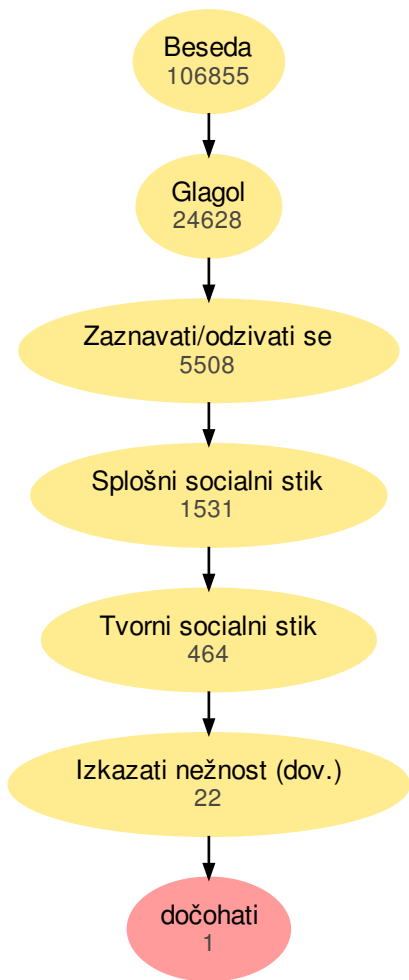 Beseda
106855
Glagol
24628
Zaznavati/odzivati se
5508
Splošni socialni stik
1531
Tvorni socialni stik
464
Izkazati nežnost (dov.)
22
dočohati
1